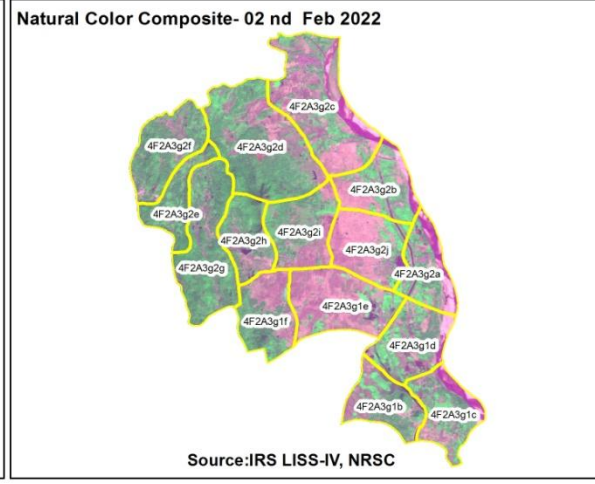 Natural Color Composite- 02 nd Feb 2022
4F2A3g2c
4F2A3g2f
4F2A3g2d
4F2A3g2b
4F2A3g2e
4F2A3g2i
4F2A3g2h
4F2A3g2j
4F2A3g2g
4F2A3g2a
4F2A3g1e
4F2A3g1f
4F2A3g1d
4F2A3g1b
4F2A3g1c
Source:IRS LISS-IV, NRSC